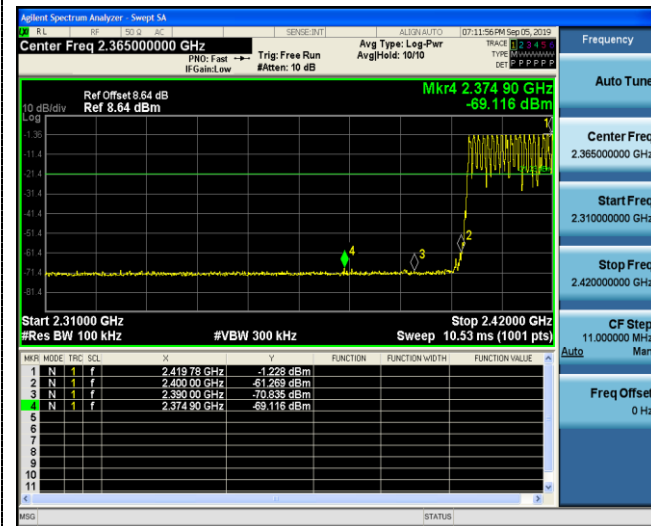 Agilent Spectrum Analyzer - Swept SA
RL RF 50 Ω AC SENSE:INT ALIGNAUTO 07:11:56PM Sep 05, 2019
Center Freq 2.365000000 GHz
PNO: Fast
IFGain:Low
Trig: Free Run
#Atten: 10 dB
Avg Type: Log-Pwr
Avg|Hold: 10/10
TRACE 1 2 3 4 5 6
TYPE M
DET P P P P P P
Ref Offset 8.64 dB
Ref 8.64 dBm
10 dB/div
Log
Mkr4 2.374 90 GHz
-69.116 dBm
-1.36
-11.4
-21.4
-31.4
-41.4
-51.4
-61.4
-71.4
-81.4
1
2
3
4
Start 2.31000 GHz
Stop 2.42000 GHz
#Res BW 100 kHz
#VBW 300 kHz
Sweep 10.53 ms (1001 pts)
MKR MODE TRC SCL X Y FUNCTION FUNCTION WIDTH FUNCTION VALUE
1 N 1 f 2.419 78 GHz -1.228 dBm
2 N 1 f 2.400 00 GHz -61.269 dBm
3 N 1 f 2.390 00 GHz -70.835 dBm
4 N 1 f 2.374 90 GHz -69.116 dBm
5
6
7
8
9
10
11
MSG
STATUS
Frequency
Auto Tune
Center Freq
2.365000000 GHz
Start Freq
2.310000000 GHz
Stop Freq
2.420000000 GHz
CF Step
11.000000 MHz
Auto Man
Freq Offset
0 Hz